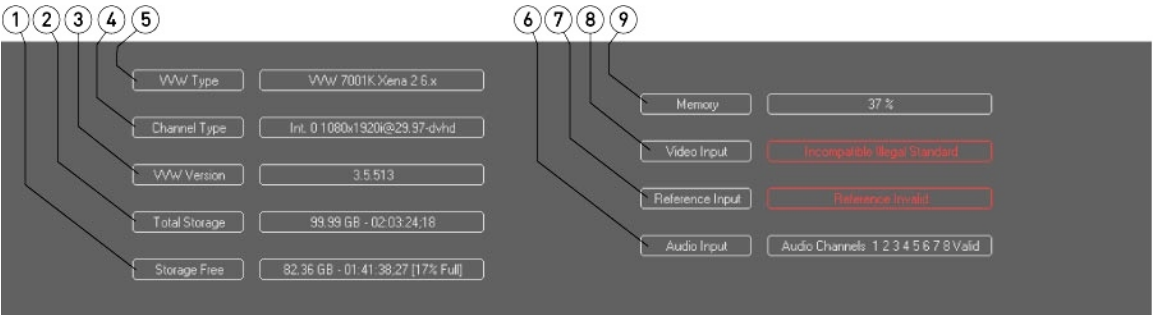 1 2 3 4 5 6 7 8 9
VVW Type VVW 7001K Xena 2 6.x
Channel Type Int. 0 1080x1920i@29.97-dvhd
VVW Version 3.5.513
Total Storage 99.99 GB - 02:03:24;18
Storage Free 82.36 GB - 01:41:38;27 [17% Full]
Memory 37 %
Video Input Incompatible Illegal Standard
Reference Input Reference Invalid
Audio Input Audio Channels 1 2 3 4 5 6 7 8 Valid